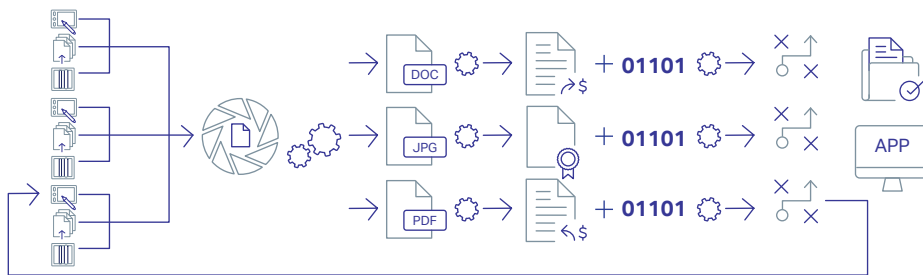 DOC
$
+ 01101
JPG
+ 01101
APP
PDF
$
+ 01101